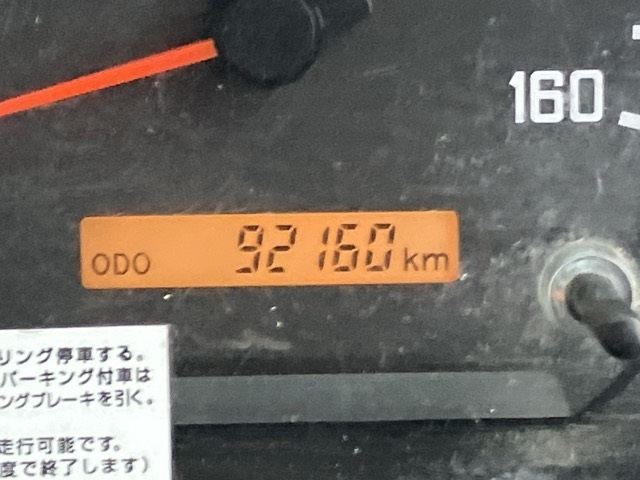 160
ODO 92160 km
リング停車する。
パーキング付車は
ングブレーキを引く。
走行可能です。
度で終了します)